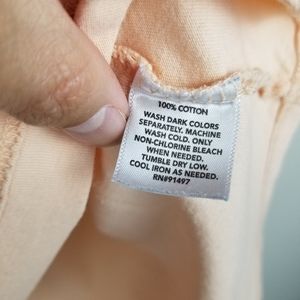 100% COTTON
WASH DARK COLORS
SEPARATELY. MACHINE
WASH COLD. ONLY
NON-CHLORINE BLEACH
WHEN NEEDED.
TUMBLE DRY LOW.
COOL IRON AS NEEDED.
RN#91497